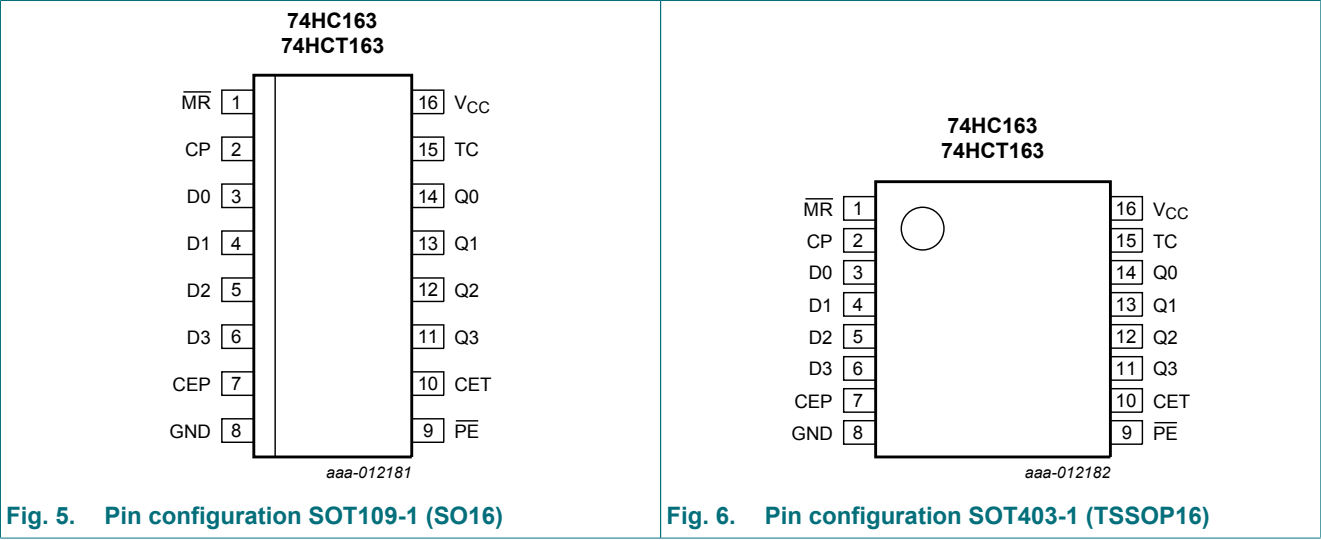 74HC163
74HCT163
MR 1 16 VCC
CP 2 15 TC
D0 3 14 Q0
D1 4 13 Q1
D2 5 12 Q2
D3 6 11 Q3
CEP 7 10 CET
GND 8 9 PE
aaa-012181
Fig. 5. Pin configuration SOT109-1 (SO16)
74HC163
74HCT163
MR 1 16 VCC
CP 2 15 TC
D0 3 14 Q0
D1 4 13 Q1
D2 5 12 Q2
D3 6 11 Q3
CEP 7 10 CET
GND 8 9 PE
aaa-012182
Fig. 6. Pin configuration SOT403-1 (TSSOP16)